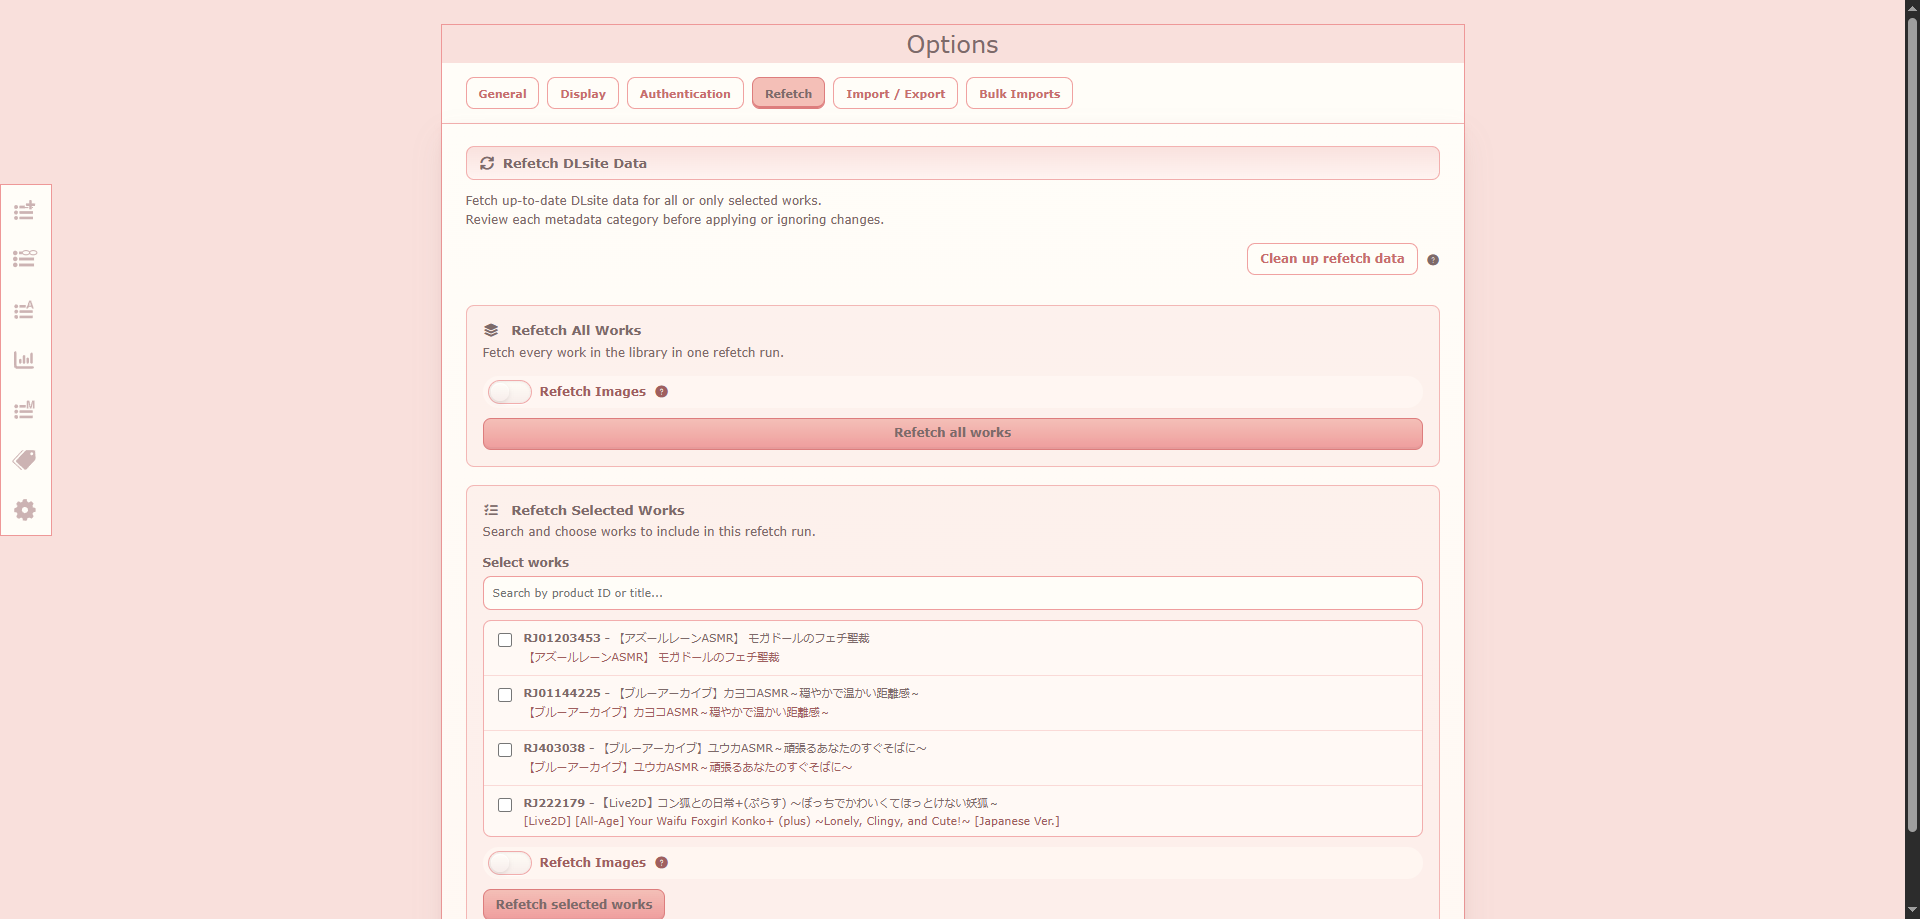 Options
General
Display
Authentication
Refetch
Import / Export
Bulk Imports
Refetch DLsite Data
Fetch up-to-date DLsite data for all or only selected works.
Review each metadata category before applying or ignoring changes.
Clean up refetch data
?
Refetch All Works
Fetch every work in the library in one refetch run.
Refetch Images ?
Refetch all works
Refetch Selected Works
Search and choose works to include in this refetch run.
Select works
Search by product ID or title...
RJ01203453 - 【アズールレーンASMR】 モガドールのフェチ聖裁
【アズールレーンASMR】 モガドールのフェチ聖裁
RJ01144225 - 【ブルーアーカイブ】カヨコASMR～穏やかで温かい距離感～
【ブルーアーカイブ】カヨコASMR～穏やかで温かい距離感～
RJ403038 - 【ブルーアーカイブ】ユウカASMR～頑張るあなたのすぐそばに〜
【ブルーアーカイブ】ユウカASMR～頑張るあなたのすぐそばに〜
RJ222179 - 【Live2D】コン狐との日常+(ぷらす) 〜ぼっちでかわいくてほっとけない妖狐～
[Live2D] [All-Age] Your Waifu Foxgirl Konko+ (plus) ~Lonely, Clingy, and Cute!~ [Japanese Ver.]
Refetch Images ?
Refetch selected works
A
M